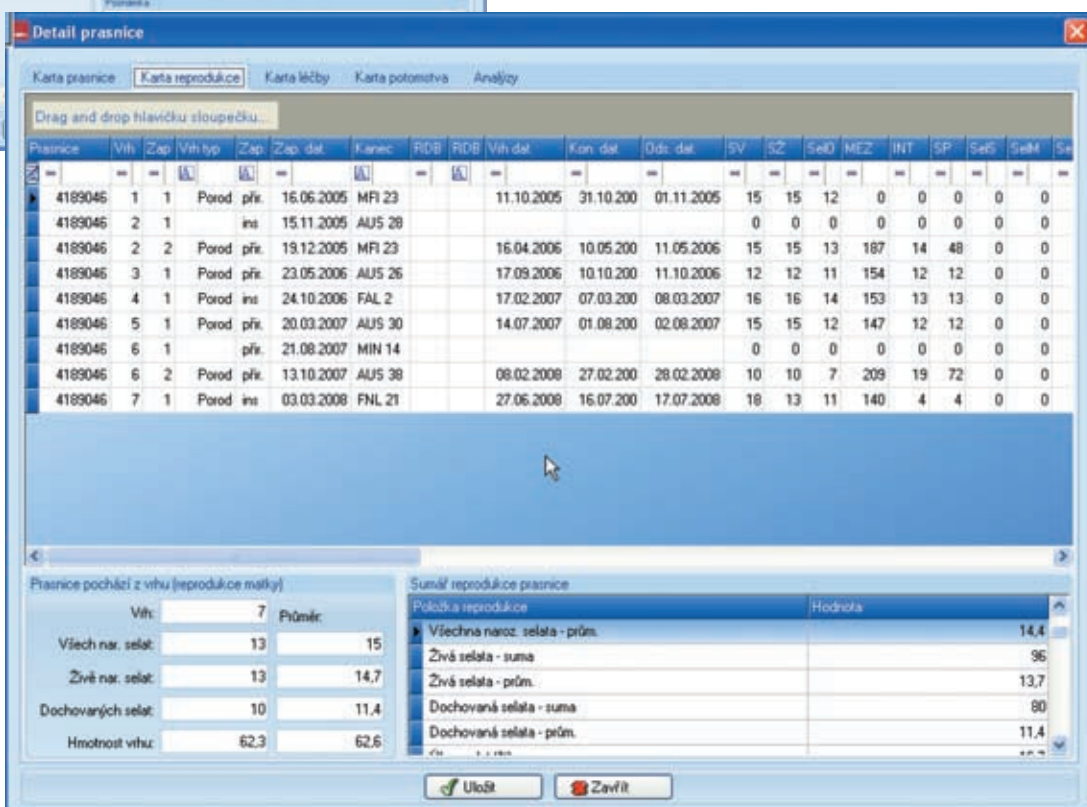 Poznámka
Detail prasnice
Karta prasnice Karta reprodukce Karta léčby Karta potomstva Analýzy
Drag and drop hlavičku sloupečku...
Prasnice Vrh Zap Vrh typ Zap. Zap. dat. Kanec RDB RDB Vrh dat. Kon. dat. Ods. dat. SV SŽ SelO MEZ INT SP SelS SelM Se
= = = A A = A = A = = = = = = = = = = = =
4189046 1 1 Porod přir. 16.06.2005 MFI 23 11.10.2005 31.10.200 01.11.2005 15 15 12 0 0 0 0 0
4189046 2 1 ins 15.11.2005 AUS 28 0 0 0 0 0 0 0 0
4189046 2 2 Porod přir. 19.12.2005 MFI 23 16.04.2006 10.05.200 11.05.2006 15 15 13 187 14 48 0 0
4189046 3 1 Porod přir. 23.05.2006 AUS 26 17.09.2006 10.10.200 11.10.2006 12 12 11 154 12 12 0 0
4189046 4 1 Porod ins 24.10.2006 FAL 2 17.02.2007 07.03.200 08.03.2007 16 16 14 153 13 13 0 0
4189046 5 1 Porod přir. 20.03.2007 AUS 30 14.07.2007 01.08.200 02.08.2007 15 15 12 147 12 12 0 0
4189046 6 1 přir. 21.08.2007 MIN 14 0 0 0 0 0 0 0 0
4189046 6 2 Porod přir. 13.10.2007 AUS 38 08.02.2008 27.02.200 28.02.2008 10 10 7 209 19 72 0 0
4189046 7 1 Porod ins 03.03.2008 FNL 21 27.06.2008 16.07.200 17.07.2008 18 13 11 140 4 4 0 0
Prasnice pochází z vrhu (reprodukce matky)
Vrh: 7 Průměr:
Všech nar. selat: 13 15
Živě nar. selat: 13 14,7
Dochovaných selat: 10 11,4
Hmotnost vrhu: 62,3 62,6
Sumář reprodukce prasnice
Položka reprodukce Hodnota
Všechna naroz. selata - prům. 14,4
Živá selata - suma 96
Živá selata - prům. 13,7
Dochovaná selata - suma 80
Dochovaná selata - prům. 11,4
Uložit Zavřít